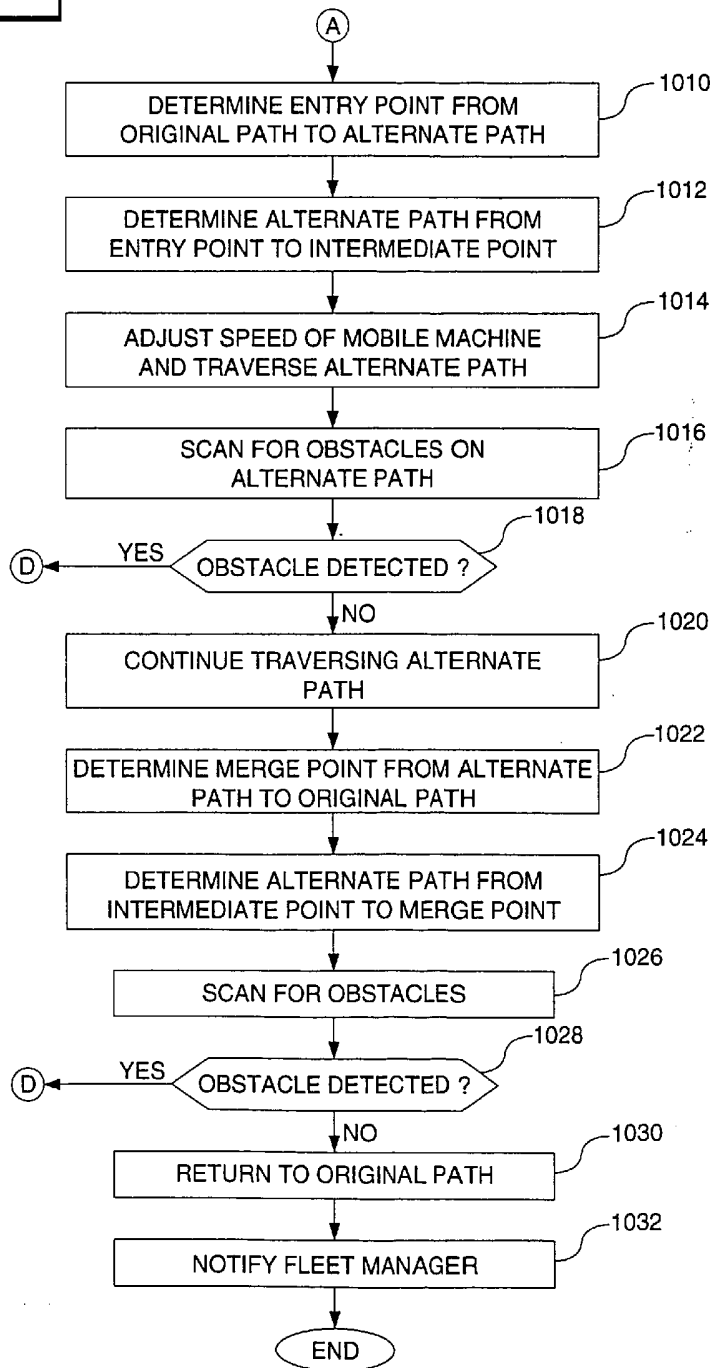 A
1010
DETERMINE ENTRY POINT FROM
ORIGINAL PATH TO ALTERNATE PATH
1012
DETERMINE ALTERNATE PATH FROM
ENTRY POINT TO INTERMEDIATE POINT
1014
ADJUST SPEED OF MOBILE MACHINE
AND TRAVERSE ALTERNATE PATH
1016
SCAN FOR OBSTACLES ON
ALTERNATE PATH
1018
D
YES
OBSTACLE DETECTED ?
NO
1020
CONTINUE TRAVERSING ALTERNATE
PATH
1022
DETERMINE MERGE POINT FROM ALTERNATE
PATH TO ORIGINAL PATH
1024
DETERMINE ALTERNATE PATH FROM
INTERMEDIATE POINT TO MERGE POINT
1026
SCAN FOR OBSTACLES
1028
D
YES
OBSTACLE DETECTED ?
NO
1030
RETURN TO ORIGINAL PATH
1032
NOTIFY FLEET MANAGER
END